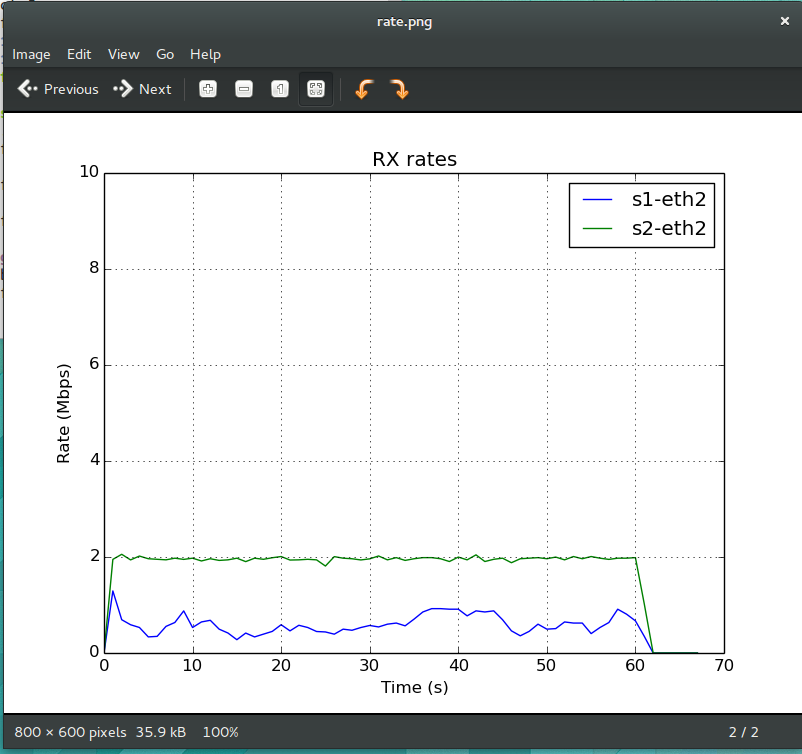 rate.png ×
Image Edit View Go Help
Previous Next 1
RX rates
s1-eth2
s2-eth2
10
8
6
4
2
0
Rate (Mbps)
0 10 20 30 40 50 60 70
Time (s)
800 × 600 pixels 35.9 kB 100% 2 / 2